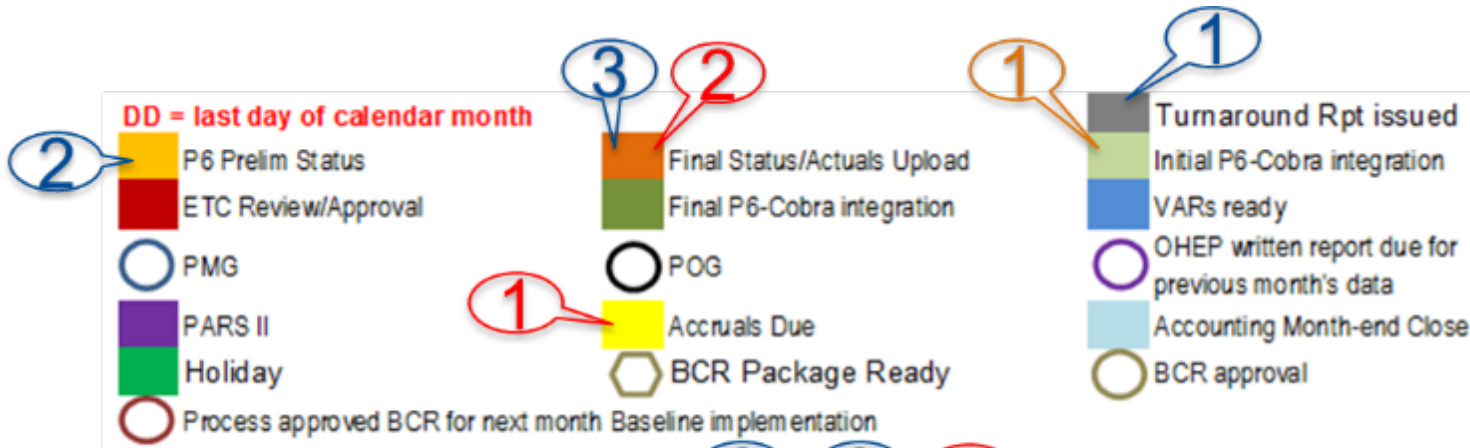 1
3
2
1
DD = last day of calendar month
Turnaround Rpt issued
2
P6 Prelim Status
Final Status/Actuals Upload
Initial P6-Cobra integration
ETC Review/Approval
Final P6-Cobra integration
VARs ready
PMG
POG
OHEP written report due for
previous month's data
1
PARS II
Accruals Due
Accounting Month-end Close
Holiday
BCR Package Ready
BCR approval
Process approved BCR for next month Baseline implementation